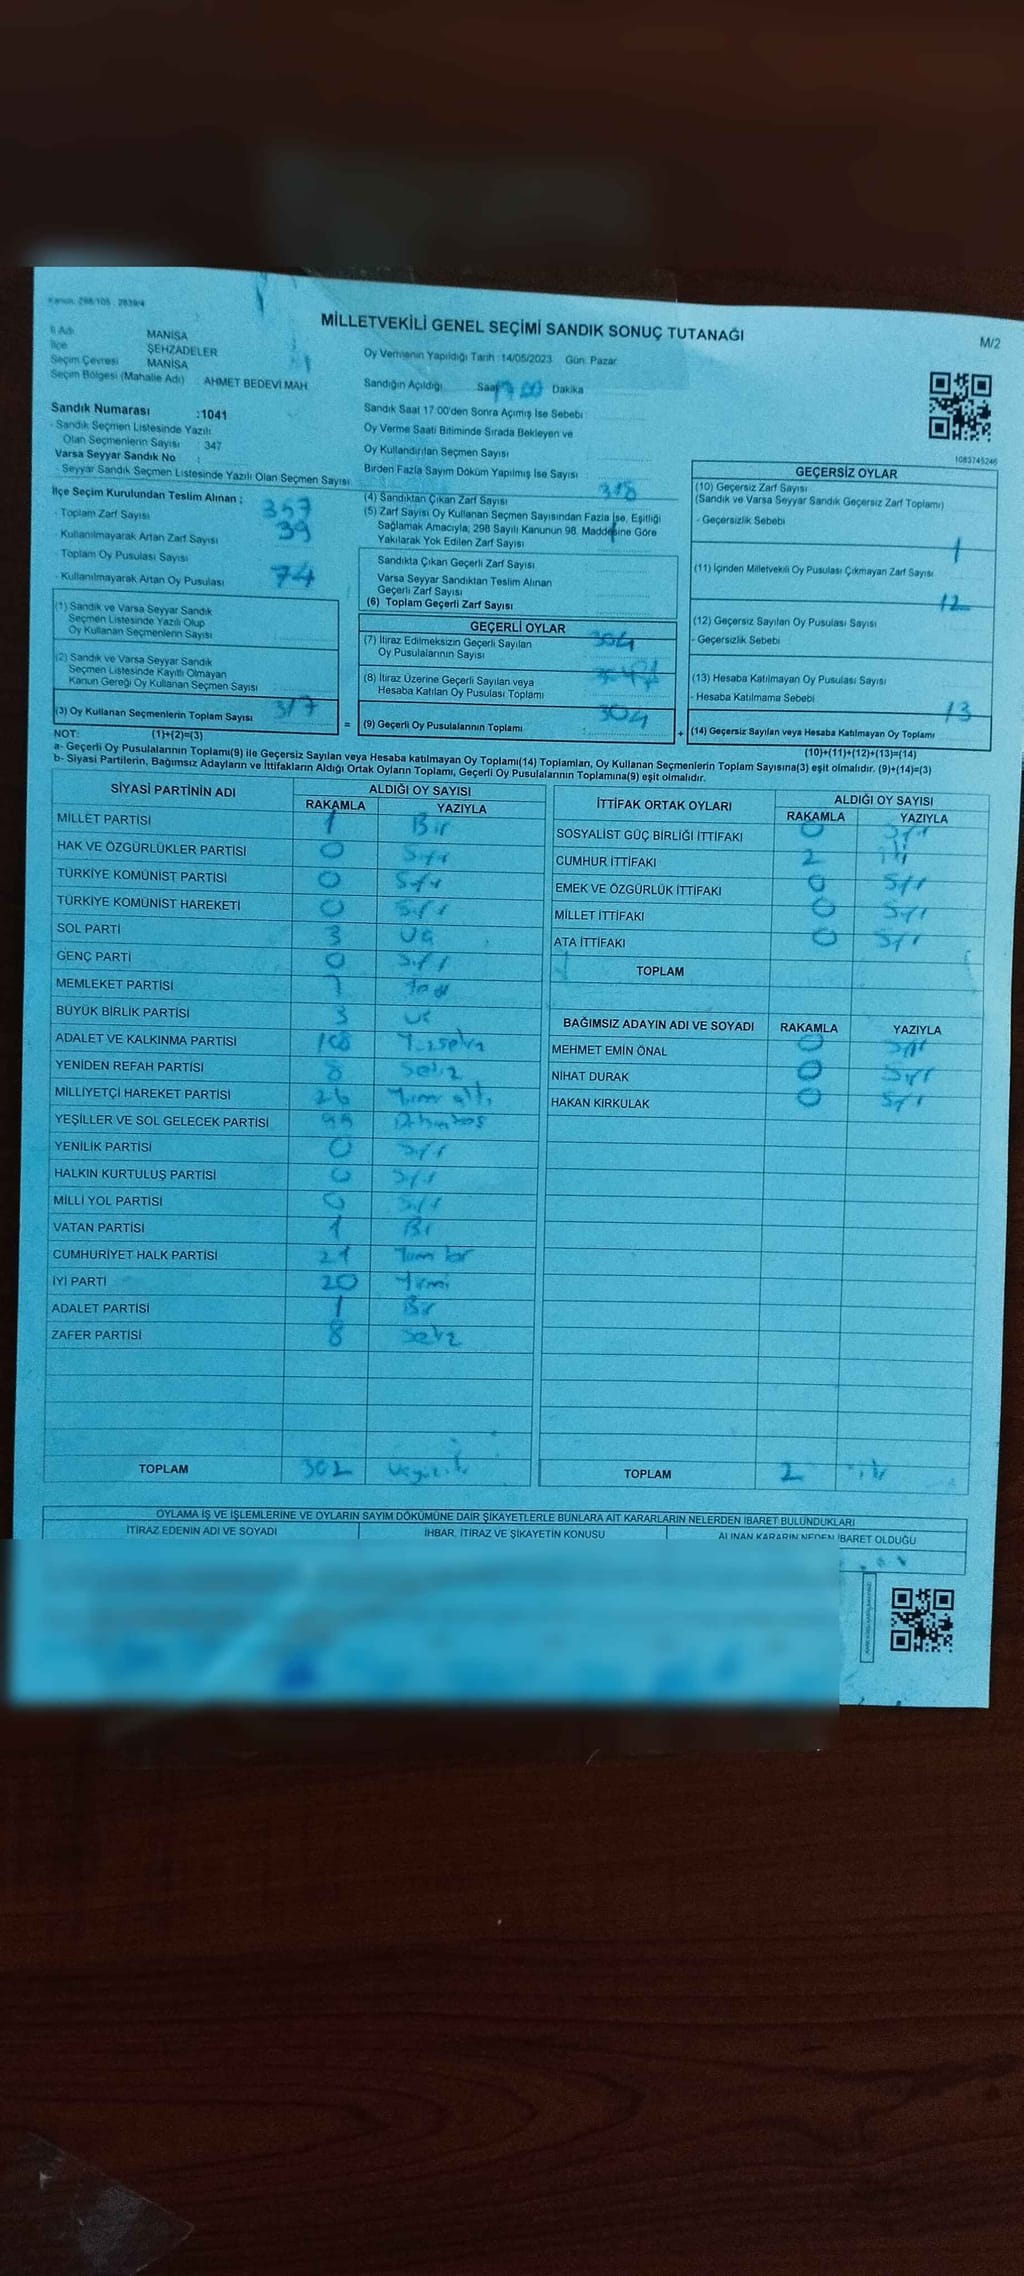 Kanun: 298/105 , 2839/4
MİLLETVEKİLİ GENEL SEÇİMİ SANDIK SONUÇ TUTANAĞI
M/2
İl Adı MANİSA
İlçe ŞEHZADELER
Seçim Çevresi MANİSA
Seçim Bölgesi (Mahalle Adı) : AHMET BEDEVİ MAH
Sandık Numarası :1041
- Sandık Seçmen Listesinde Yazılı
Olan Seçmenlerin Sayısı : 347
Varsa Seyyar Sandık No :
- Seyyar Sandık Seçmen Listesinde Yazılı Olan Seçmen Sayısı
İlçe Seçim Kurulundan Teslim Alınan ;
- Toplam Zarf Sayısı 357
- Kullanılmayarak Artan Zarf Sayısı 39
- Toplam Oy Pusulası Sayısı
- Kullanılmayarak Artan Oy Pusulası 74
(1) Sandık ve Varsa Seyyar Sandık
Seçmen Listesinde Yazılı Olup
Oy Kullanan Seçmenlerin Sayısı
(2) Sandık ve Varsa Seyyar Sandık
Seçmen Listesinde Kayıtlı Olmayan
Kanun Gereği Oy Kullanan Seçmen Sayısı
(3) Oy Kullanan Seçmenlerin Toplam Sayısı 317
Oy Vermenin Yapıldığı Tarih : 14/05/2023 Gün: Pazar
Sandığın Açıldığı Saat 17 00 Dakika
Sandık Saat 17:00'den Sonra Açılmış İse Sebebi :
Oy Verme Saati Bitiminde Sırada Bekleyen ve
Oy Kullandırılan Seçmen Sayısı
Birden Fazla Sayım Döküm Yapılmış İse Sayısı
(4) Sandıktan Çıkan Zarf Sayısı 318
(5) Zarf Sayısı Oy Kullanan Seçmen Sayısından Fazla İse, Eşitliği
Sağlamak Amacıyla, 298 Sayılı Kanunun 98. Maddesine Göre
Yakılarak Yok Edilen Zarf Sayısı
Sandıkta Çıkan Geçerli Zarf Sayısı
Varsa Seyyar Sandıktan Teslim Alınan
Geçerli Zarf Sayısı
(6) Toplam Geçerli Zarf Sayısı
GEÇERLİ OYLAR
(7) İtiraz Edilmeksizin Geçerli Sayılan 304
Oy Pusulalarının Sayısı
(8) İtiraz Üzerine Geçerli Sayılan veya
Hesaba Katılan Oy Pusulası Toplamı
= (9) Geçerli Oy Pusulalarının Toplamı 304
1083745246
GEÇERSİZ OYLAR
(10) Geçersiz Zarf Sayısı
(Sandık ve Varsa Seyyar Sandık Geçersiz Zarf Toplamı)
- Geçersizlik Sebebi
1
(11) İçinden Milletvekili Oy Pusulası Çıkmayan Zarf Sayısı
12
(12) Geçersiz Sayılan Oy Pusulası Sayısı
- Geçersizlik Sebebi
(13) Hesaba Katılmayan Oy Pusulası Sayısı
- Hesaba Katılmama Sebebi
13
+ (14) Geçersiz Sayılan veya Hesaba Katılmayan Oy Toplamı
NOT: (1)+(2)=(3) (10)+(11)+(12)+(13)=(14)
a- Geçerli Oy Pusulalarının Toplamı(9) ile Geçersiz Sayılan veya Hesaba katılmayan Oy Toplamı(14) Toplamları, Oy Kullanan Seçmenlerin Toplam Sayısına(3) eşit olmalıdır. (9)+(14)=(3)
b- Siyasi Partilerin, Bağımsız Adayların ve İttifakların Aldığı Ortak Oyların Toplamı, Geçerli Oy Pusulalarının Toplamına(9) eşit olmalıdır.
SİYASİ PARTİNİN ADI ALDIĞI OY SAYISI
RAKAMLA YAZIYLA
MİLLET PARTİSİ 1 Bir
HAK VE ÖZGÜRLÜKLER PARTİSİ 0 Sıfır
TÜRKİYE KOMÜNİST PARTİSİ 0 Sıfır
TÜRKİYE KOMÜNİST HAREKETİ 0 Sıfır
SOL PARTİ 3 Üç
GENÇ PARTİ 0 Sıfır
MEMLEKET PARTİSİ
BÜYÜK BİRLİK PARTİSİ 3 Üç
ADALET VE KALKINMA PARTİSİ 108 Yüzsekiz
YENİDEN REFAH PARTİSİ 8 Sekiz
MİLLİYETÇİ HAREKET PARTİSİ 26 Yirmi altı
YEŞİLLER VE SOL GELECEK PARTİSİ 99
YENİLİK PARTİSİ 0 Sıfır
HALKIN KURTULUŞ PARTİSİ 0 Sıfır
MİLLİ YOL PARTİSİ 0 Sıfır
VATAN PARTİSİ 1 Bir
CUMHURİYET HALK PARTİSİ 21 Yirmi bir
İYİ PARTİ 20 Yirmi
ADALET PARTİSİ 1 Bir
ZAFER PARTİSİ 8 Sekiz
TOPLAM 302 Üçyüziki
İTTİFAK ORTAK OYLARI ALDIĞI OY SAYISI
RAKAMLA YAZIYLA
SOSYALİST GÜÇ BİRLİĞİ İTTİFAKI 0 Sıfır
CUMHUR İTTİFAKI 2 iki
EMEK VE ÖZGÜRLÜK İTTİFAKI 0 Sıfır
MİLLET İTTİFAKI 0 Sıfır
ATA İTTİFAKI 0 Sıfır
TOPLAM
BAĞIMSIZ ADAYIN ADI VE SOYADI RAKAMLA YAZIYLA
MEHMET EMİN ÖNAL 0 Sıfır
NİHAT DURAK 0 Sıfır
HAKAN KIRKULAK 0 Sıfır
TOPLAM 2 iki
OYLAMA İŞ VE İŞLEMLERİNE VE OYLARIN SAYIM DÖKÜMÜNE DAİR ŞİKAYETLERLE BUNLARA AİT KARARLARIN NELERDEN İBARET BULUNDUKLARI
İTİRAZ EDENİN ADI VE SOYADI İHBAR, İTİRAZ VE ŞİKAYETİN KONUSU ALINAN KARARIN NEDEN İBARET OLDUĞU